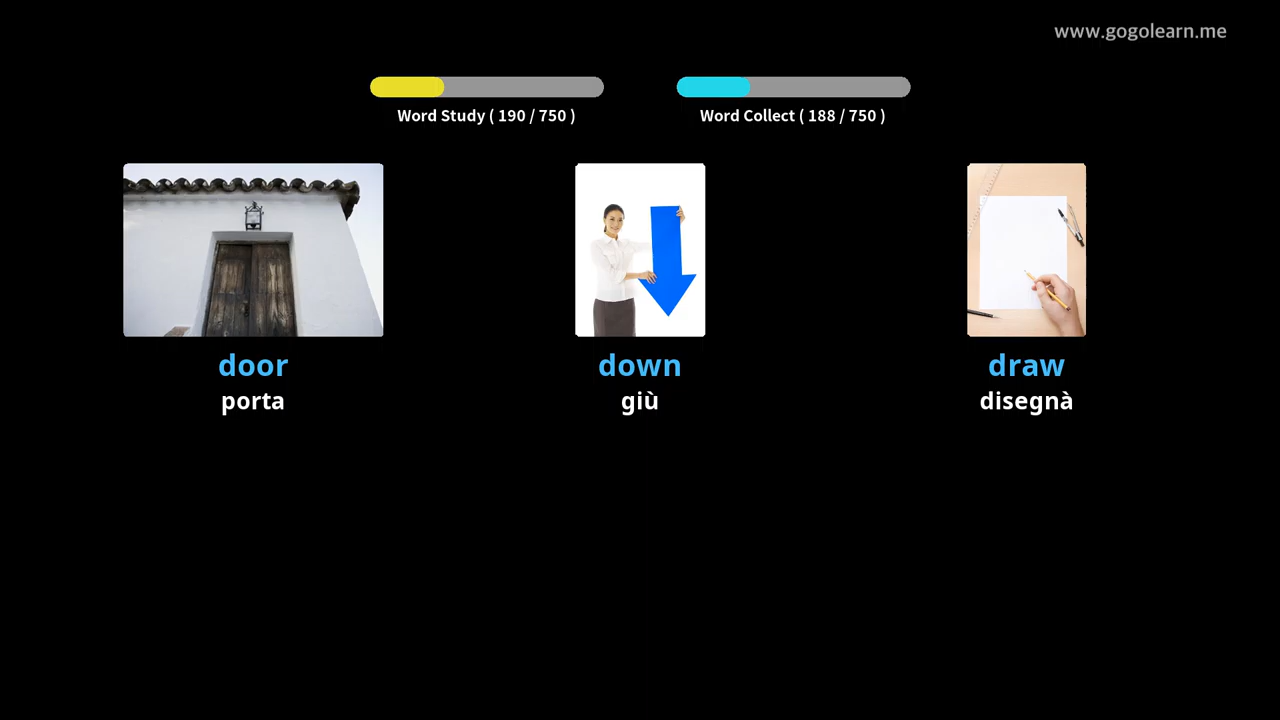 www.gogolearn.me
Word Study ( 190 / 750 )
Word Collect ( 188 / 750 )
door
down
draw
porta
giù
disegnà